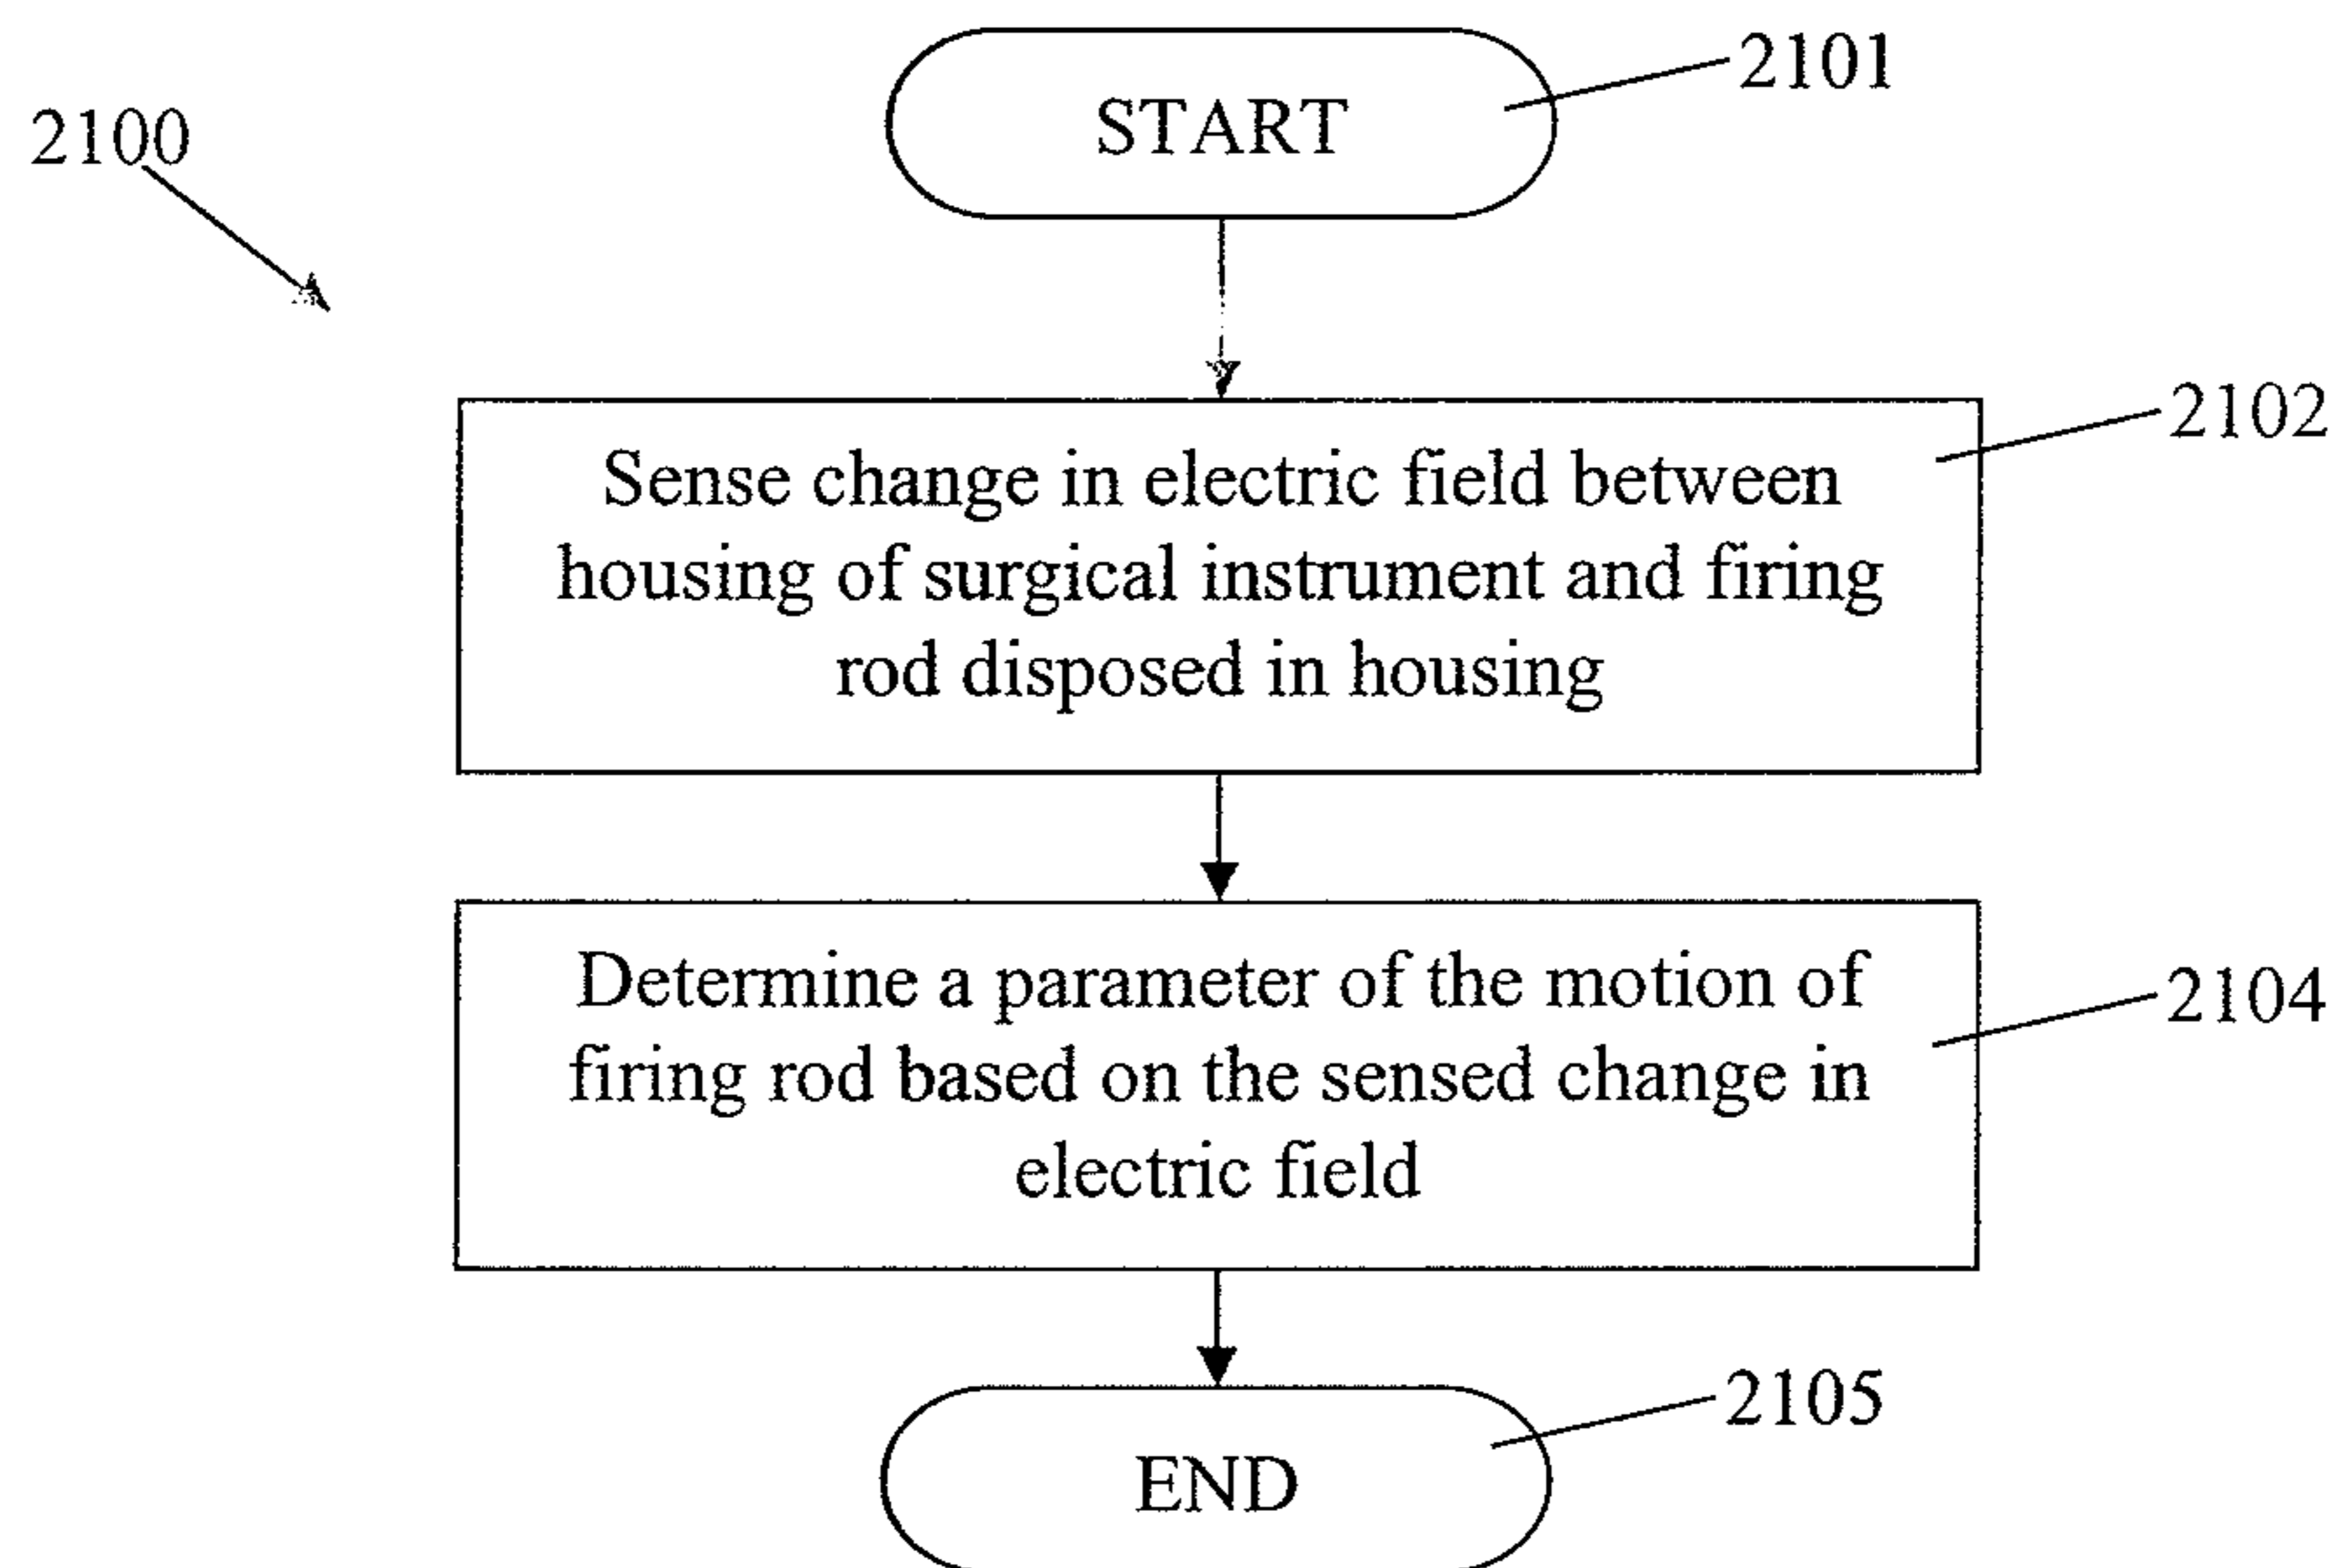 2100
START
2101
Sense change in electric field between
housing of surgical instrument and firing
rod disposed in housing
2102
Determine a parameter of the motion of
firing rod based on the sensed change in
electric field
2104
END
2105